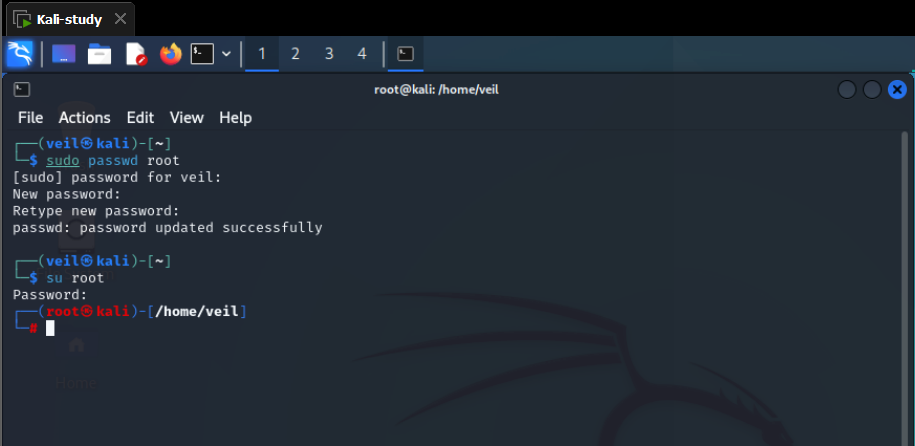 Kali-study
1 2 3 4
root@kali: /home/veil
File Actions Edit View Help
┌──(veil㉿kali)-[~]
└─$ sudo passwd root
[sudo] password for veil:
New password:
Retype new password:
passwd: password updated successfully
┌──(veil㉿kali)-[~]
└─$ su root
Password:
┌──(root㉿kali)-[/home/veil]
└─#
Home